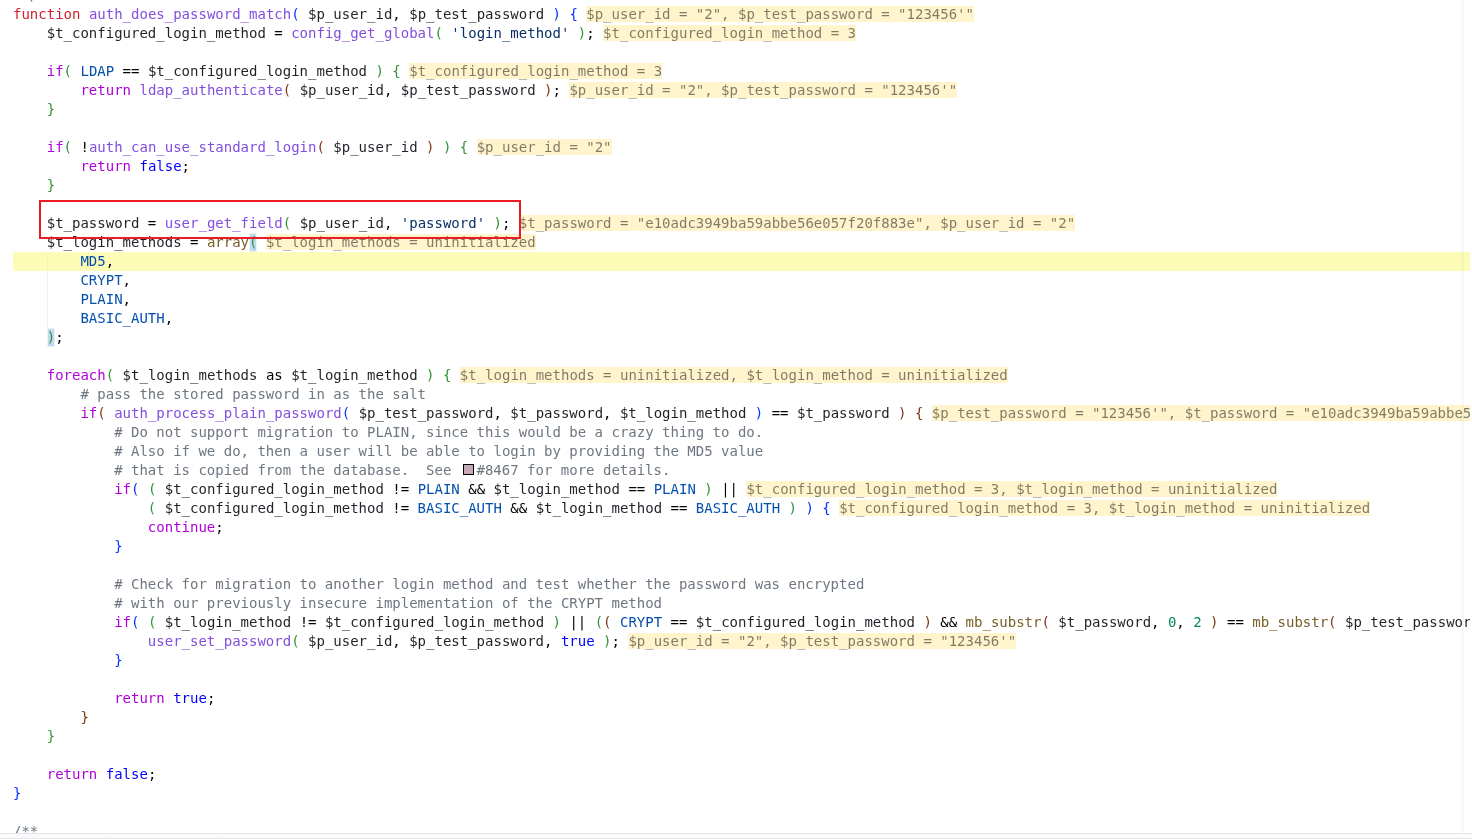 function auth_does_password_match( $p_user_id, $p_test_password ) { $p_user_id = "2", $p_test_password = "123456'"
$t_configured_login_method = config_get_global( 'login_method' ); $t_configured_login_method = 3
if( LDAP == $t_configured_login_method ) { $t_configured_login_method = 3
return ldap_authenticate( $p_user_id, $p_test_password ); $p_user_id = "2", $p_test_password = "123456'"
}
if( !auth_can_use_standard_login( $p_user_id ) ) { $p_user_id = "2"
return false;
}
$t_password = user_get_field( $p_user_id, 'password' ); $t_password = "e10adc3949ba59abbe56e057f20f883e", $p_user_id = "2"
$t_login_methods = array( $t_login_methods = uninitialized
MD5,
CRYPT,
PLAIN,
BASIC_AUTH,
);
foreach( $t_login_methods as $t_login_method ) { $t_login_methods = uninitialized, $t_login_method = uninitialized
# pass the stored password in as the salt
if( auth_process_plain_password( $p_test_password, $t_password, $t_login_method ) == $t_password ) { $p_test_password = "123456'", $t_password = "e10adc3949ba59abbe5
# Do not support migration to PLAIN, since this would be a crazy thing to do.
# Also if we do, then a user will be able to login by providing the MD5 value
# that is copied from the database.  See #8467 for more details.
if( ( $t_configured_login_method != PLAIN && $t_login_method == PLAIN ) || $t_configured_login_method = 3, $t_login_method = uninitialized
( $t_configured_login_method != BASIC_AUTH && $t_login_method == BASIC_AUTH ) ) { $t_configured_login_method = 3, $t_login_method = uninitialized
continue;
}
# Check for migration to another login method and test whether the password was encrypted
# with our previously insecure implementation of the CRYPT method
if( ( $t_login_method != $t_configured_login_method ) || (( CRYPT == $t_configured_login_method ) && mb_substr( $t_password, 0, 2 ) == mb_substr( $p_test_passwor
user_set_password( $p_user_id, $p_test_password, true ); $p_user_id = "2", $p_test_password = "123456'"
}
return true;
}
}
return false;
}
/**